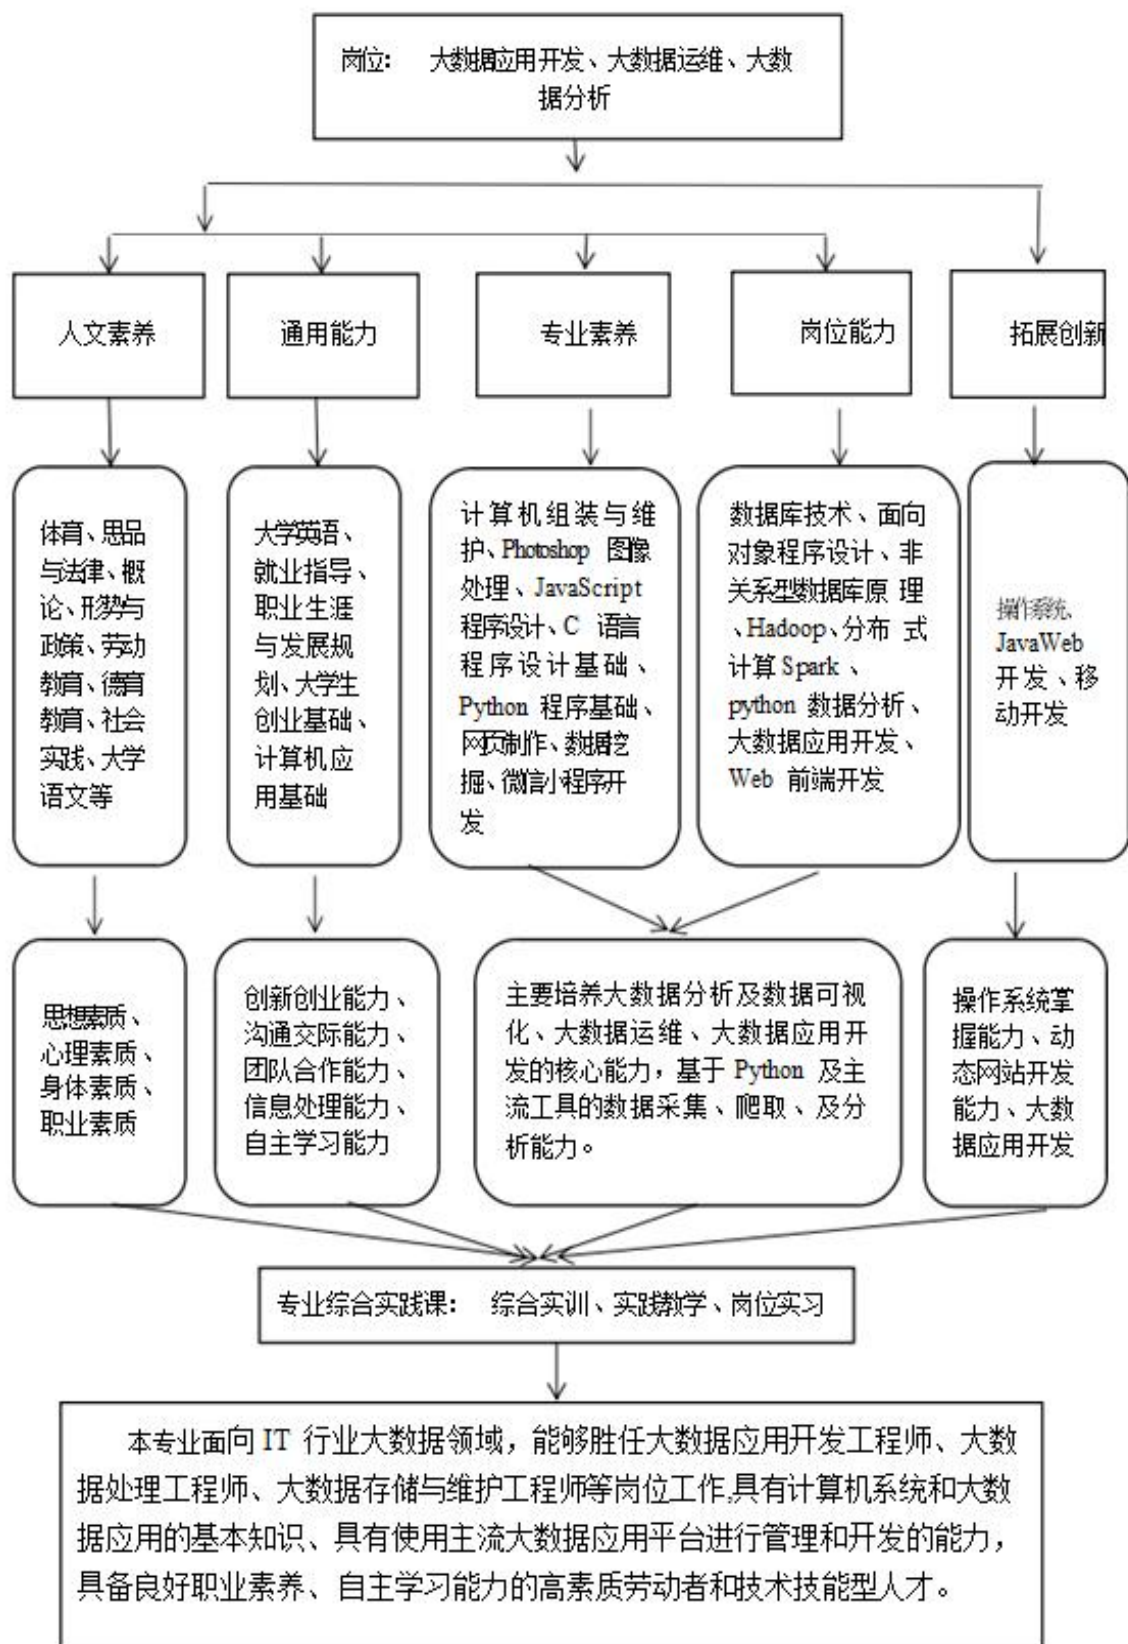 岗位： 大数据应用开发、大数据运维、大数
据分析
人文素养
通用能力
专业素养
岗位能力
拓展创新
体育、思品
与法律、概
论、形势与
政策、劳动
教育、德育
教育、社会
实践、大学
语文等
大学英语、
就业指导、
职业生涯
与发展规
划、大学生
创业基础、
计算机应
用基础
计算机组装与维
护、Photoshop 图像
处理、JavaScript
程序设计、C 语言
程序设计基础、
Python 程序基础、
网页制作、数据挖
掘、微信小程序开
发
数据库技术、面向
对象程序设计、非
关系型数据库原 理
、Hadoop、分布 式
计算 Spark 、
python 数据分析、
大数据应用开发、
Web 前端开发
操作系统、
JavaWeb
开发、移
动开发
思想素质、
心理素质、
身体素质、
职业素质
创新创业能力、
沟通交际能力、
团队合作能力、
信息处理能力、
自主学习能力
主要培养大数据分析及数据可视
化、大数据运维、大数据应用开
发的核心能力，基于 Python 及主
流工具的数据采集、爬取、及分
析能力。
操作系统掌
握能力、动
态网站开发
能力、大数
据应用开发
专业综合实践课： 综合实训、实践教学、岗位实习
本专业面向 IT 行业大数据领域，能够胜任大数据应用开发工程师、大数
据处理工程师、大数据存储与维护工程师等岗位工作,具有计算机系统和大数
据应用的基本知识、具有使用主流大数据应用平台进行管理和开发的能力，
具备良好职业素养、自主学习能力的高素质劳动者和技术技能型人才。